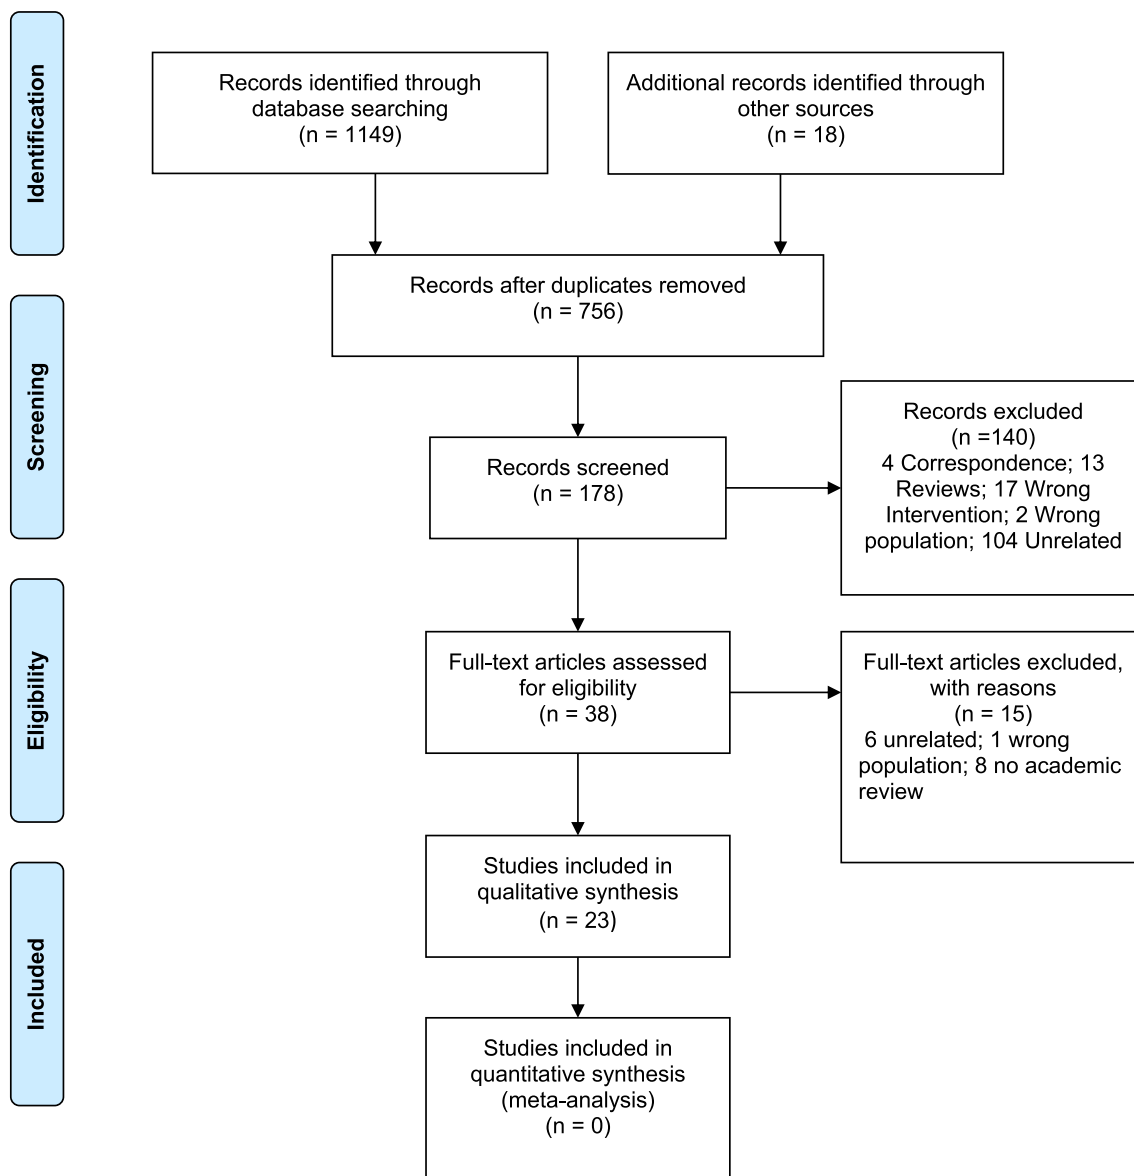 Identification
Records identified through
database searching
(n = 1149)
Additional records identified through
other sources
(n = 18)
Records after duplicates removed
(n = 756)
Screening
Records screened
(n = 178)
Records excluded
(n =140)
4 Correspondence; 13
Reviews; 17 Wrong
Intervention; 2 Wrong
population; 104 Unrelated
Eligibility
Full-text articles assessed
for eligibility
(n = 38)
Full-text articles excluded,
with reasons
(n = 15)
6 unrelated; 1 wrong
population; 8 no academic
review
Included
Studies included in
qualitative synthesis
(n = 23)
Studies included in
quantitative synthesis
(meta-analysis)
(n = 0)